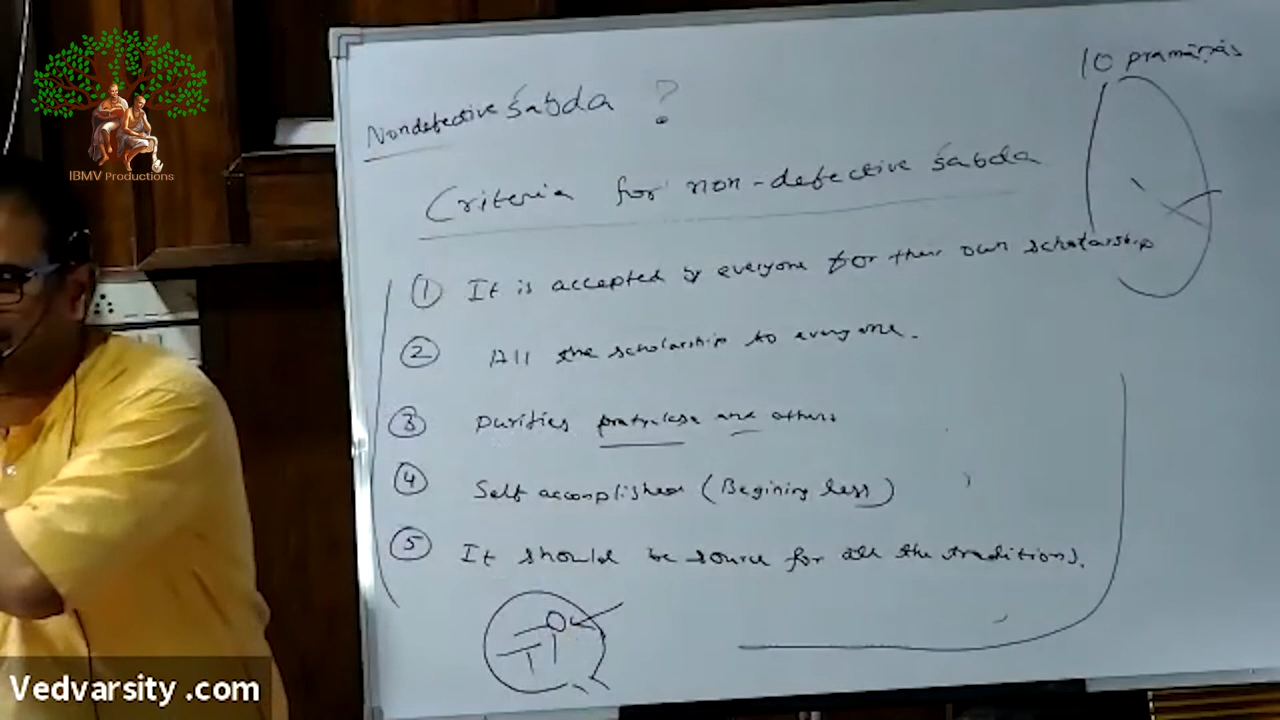 IBMV Productions
10 pramāṇas
Nondefective śabda ?
Criteria for non-defective śabda
① It is accepted by everyone for their own scholarship
② All the scholarship to everyone.
③ Purifies pratyaksa and others
④ Self accomplished (Begining less)
⑤ It should be source for all the traditions.
Vedvarsity .com